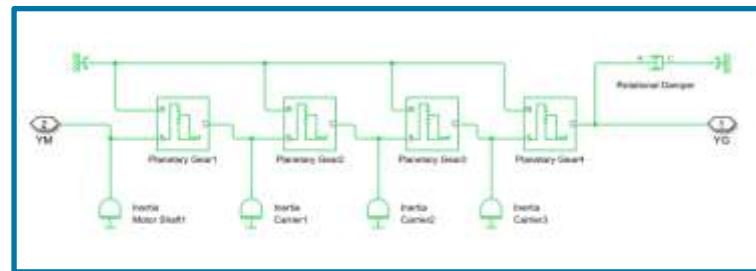 R C
Rotational Damper
R
S
C
R
S
C
R
S
C
R
S
C
2
YM
1
YG
Planetary Gear1
Planetary Gear2
Planetary Gear3
Planetary Gear4
Inertia
Motor Shaft1
Inertia
Carrier1
Inertia
Carrier2
Inertia
Carrier3